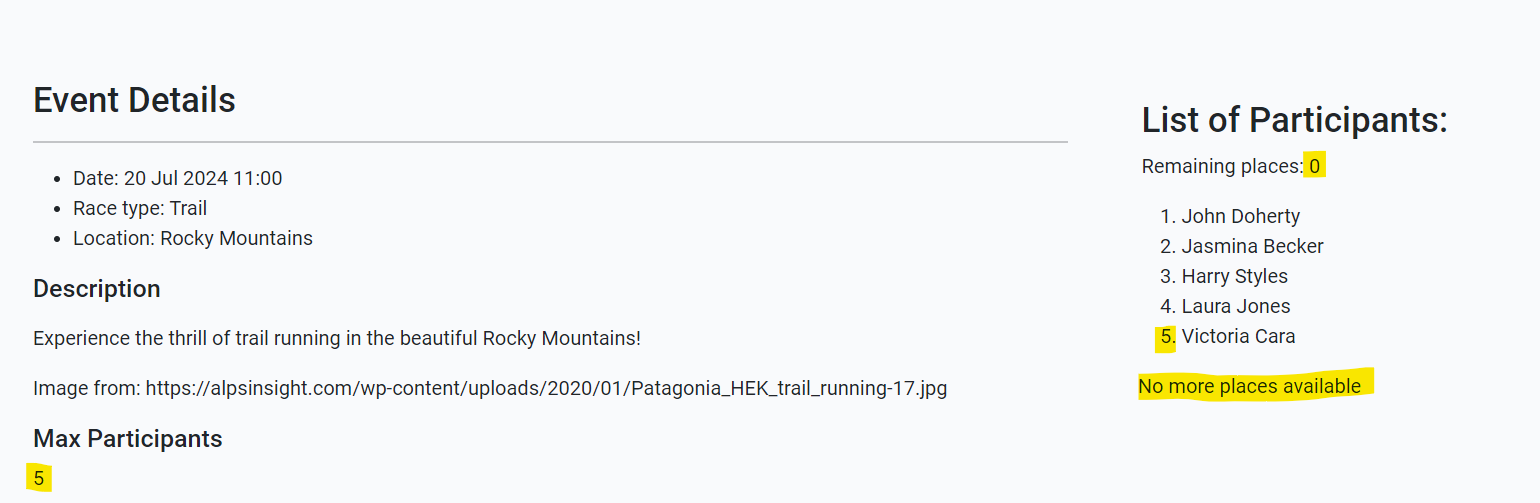 Event Details
Date: 20 Jul 2024 11:00
Race type: Trail
Location: Rocky Mountains
Description
Experience the thrill of trail running in the beautiful Rocky Mountains!
Image from: https://alpsinsight.com/wp-content/uploads/2020/01/Patagonia_HEK_trail_running-17.jpg
Max Participants
5
List of Participants:
Remaining places: 0
1. John Doherty
2. Jasmina Becker
3. Harry Styles
4. Laura Jones
5. Victoria Cara
No more places available